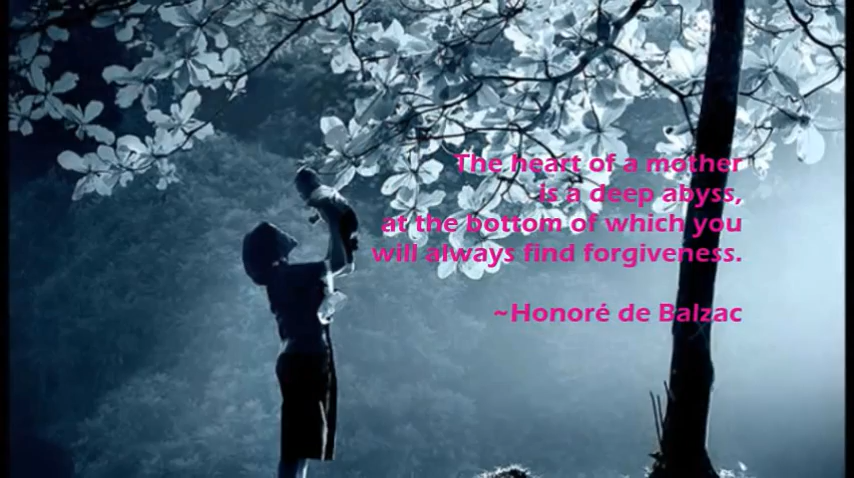 The heart of a mother
is a deep abyss,
at the bottom of which you
will always find forgiveness.
~Honoré de Balzac